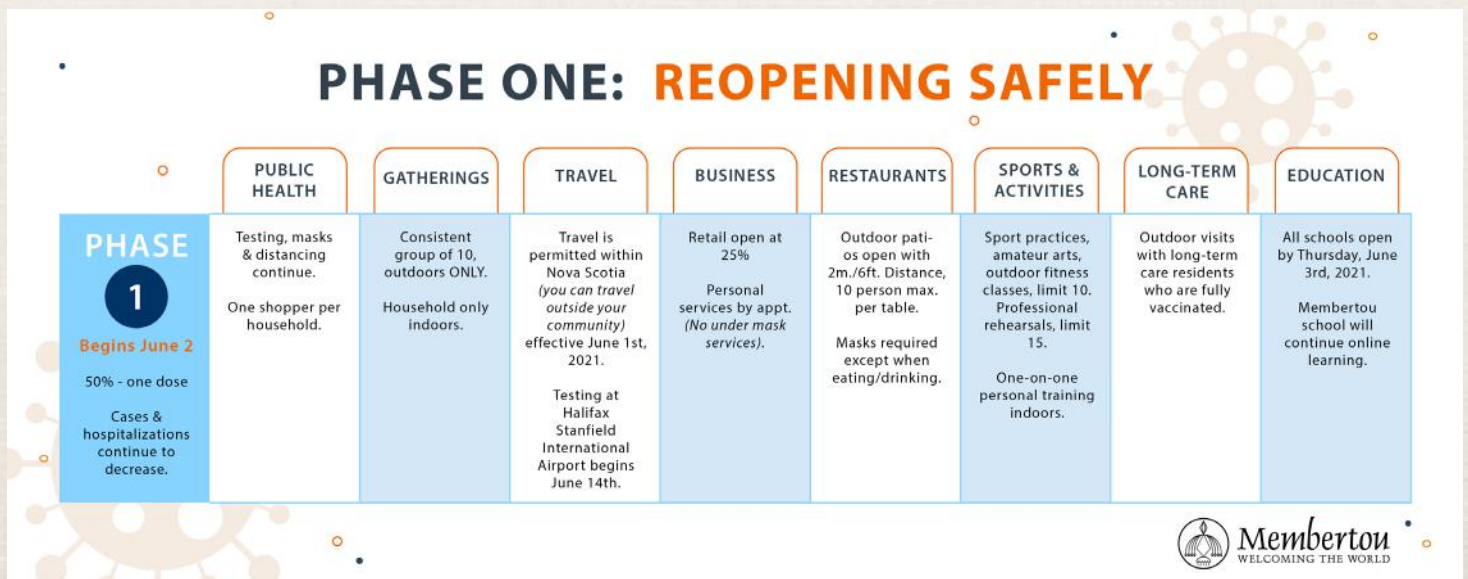 PHASE ONE: REOPENING SAFELY
PUBLIC
HEALTH
GATHERINGS
TRAVEL
BUSINESS
RESTAURANTS
SPORTS &
ACTIVITIES
LONG-TERM
CARE
EDUCATION
PHASE
1
Begins June 2
50% - one dose
Cases &
hospitalizations
continue to
decrease.
Testing, masks
& distancing
continue.
One shopper per
household.
Consistent
group of 10,
outdoors ONLY.
Household only
indoors.
Travel is
permitted within
Nova Scotia
(you can travel
outside your
community)
effective June 1st,
2021.
Testing at
Halifax
Stanfield
International
Airport begins
June 14th.
Retail open at
25%
Personal
services by appt.
(No under mask
services).
Outdoor pati-
os open with
2m./6ft. Distance,
10 person max.
per table.
Masks required
except when
eating/drinking.
Sport practices,
amateur arts,
outdoor fitness
classes, limit 10.
Professional
rehearsals, limit
15.
One-on-one
personal training
indoors.
Outdoor visits
with long-term
care residents
who are fully
vaccinated.
All schools open
by Thursday, June
3rd, 2021.
Membertou
school will
continue online
learning.
Membertou
WELCOMING THE WORLD